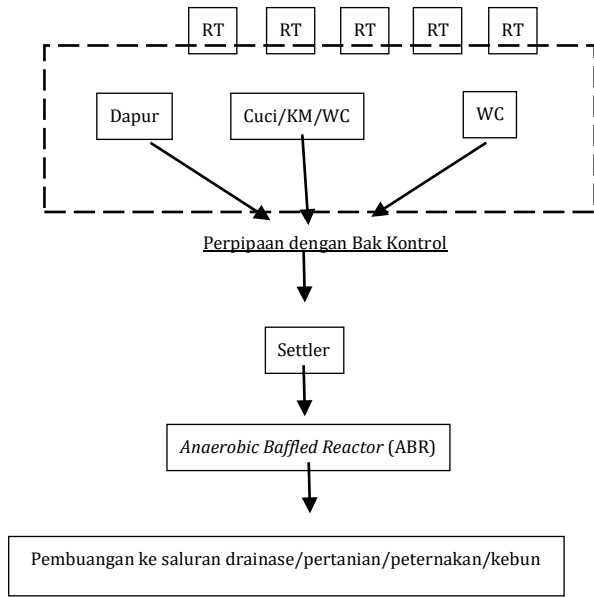 RT RT RT RT RT
Dapur Cuci/KM/WC WC
Perpipaan dengan Bak Kontrol
Settler
Anaerobic Baffled Reactor (ABR)
Pembuangan ke saluran drainase/pertanian/peternakan/kebun